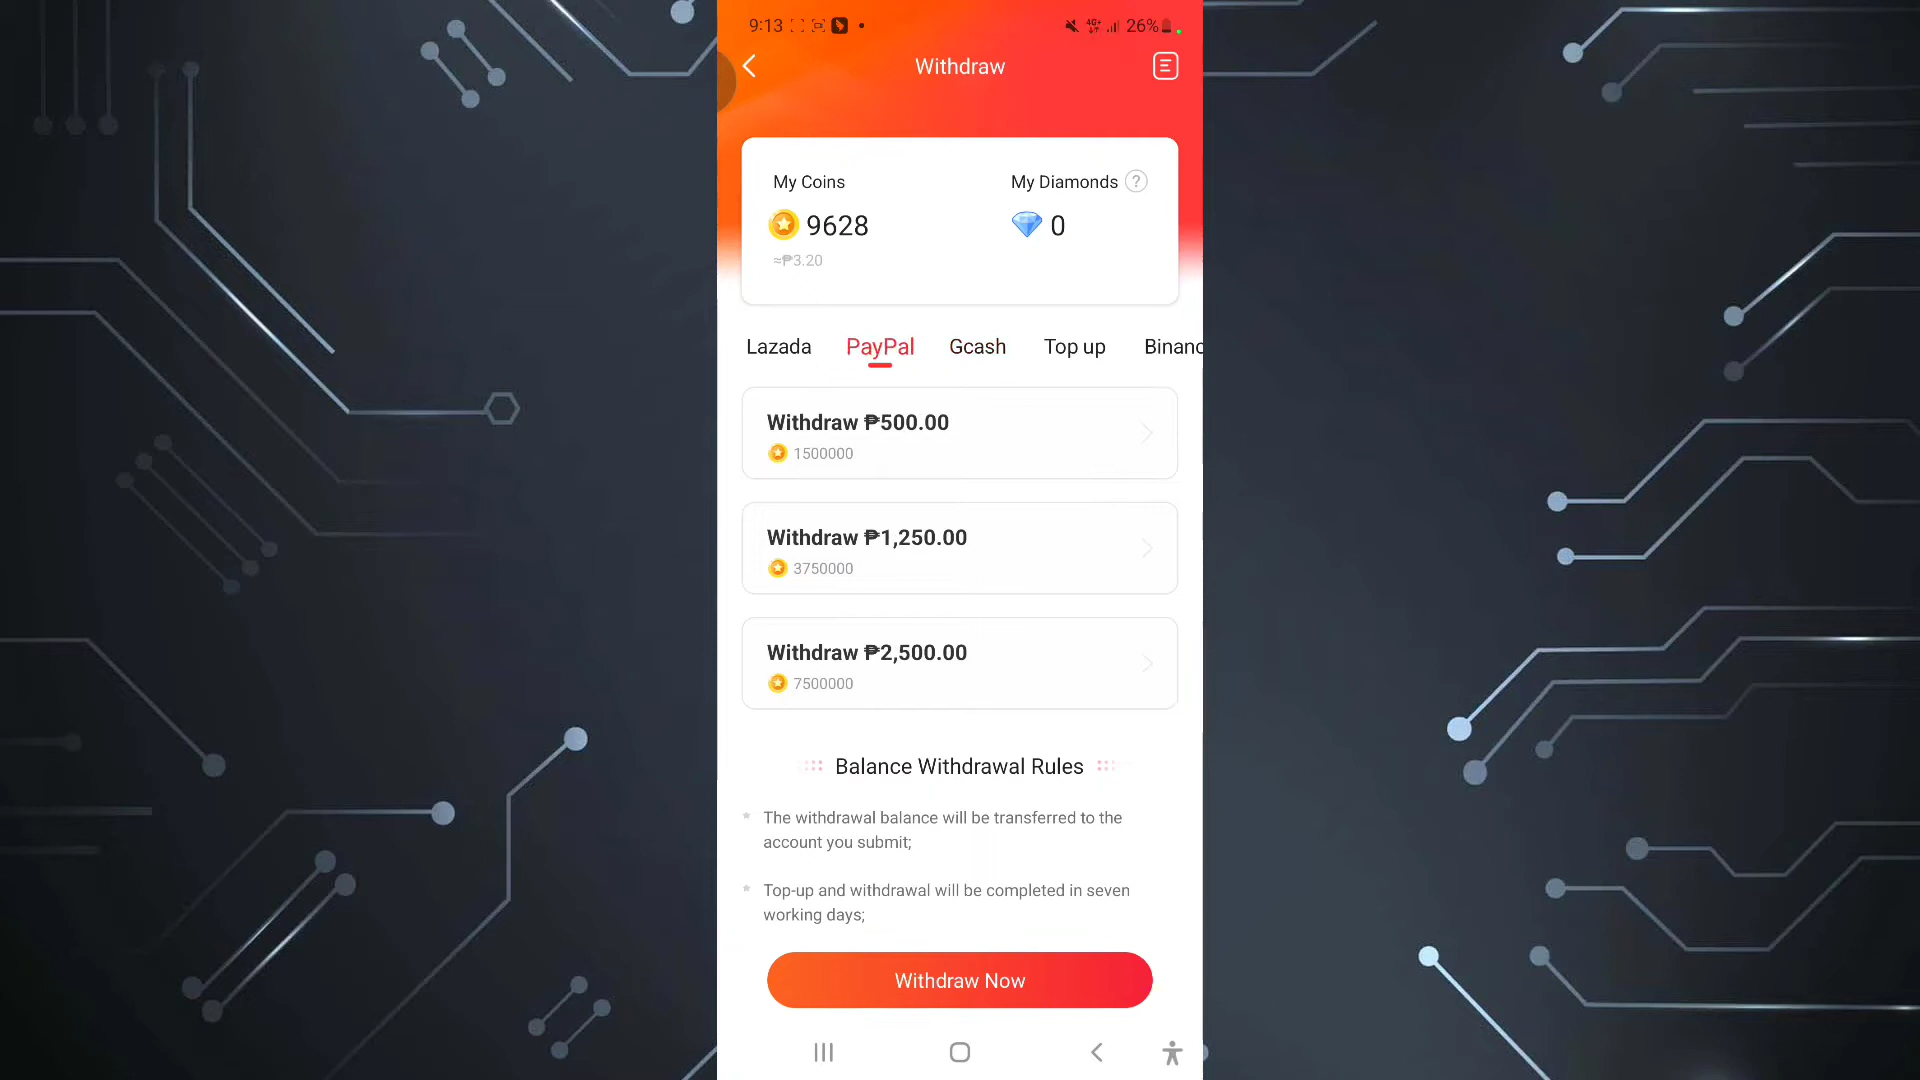 9:13
4G+ 26%
Withdraw
My Coins
My Diamonds ?
9628
0
≈₱3.20
Lazada PayPal Gcash Top up Binanc
Withdraw ₱500.00
1500000
Withdraw ₱1,250.00
3750000
Withdraw ₱2,500.00
7500000
Balance Withdrawal Rules
* The withdrawal balance will be transferred to the
account you submit;
* Top-up and withdrawal will be completed in seven
working days;
Withdraw Now